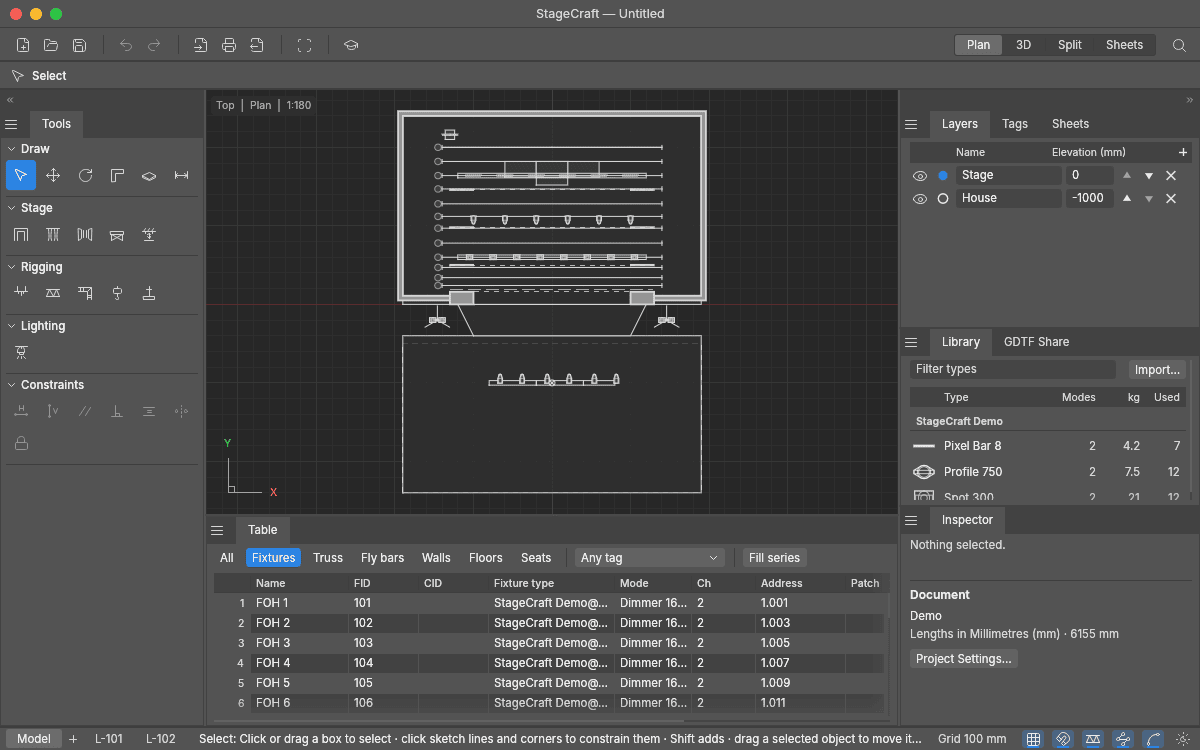 StageCraft — Untitled
Plan 3D Split Sheets
Select
Top | Plan | 1:180
Tools
Draw
Stage
Rigging
Lighting
Constraints
Y
X
Layers Tags Sheets
Name Elevation (mm) +
Stage 0
House -1000
Library GDTF Share
Filter types Import...
Type Modes kg Used
StageCraft Demo
Pixel Bar 8 2 4.2 7
Profile 750 2 7.5 12
Spot 300 2 21 12
Inspector
Nothing selected.
Document
Demo
Lengths in Millimetres (mm) · 6155 mm
Project Settings...
Table
All Fixtures Truss Fly bars Walls Floors Seats Any tag Fill series
Name FID CID Fixture type Mode Ch Address Patch
1 FOH 1 101 StageCraft Demo@... Dimmer 16... 2 1.001
2 FOH 2 102 StageCraft Demo@... Dimmer 16... 2 1.003
3 FOH 3 103 StageCraft Demo@... Dimmer 16... 2 1.005
4 FOH 4 104 StageCraft Demo@... Dimmer 16... 2 1.007
5 FOH 5 105 StageCraft Demo@... Dimmer 16... 2 1.009
6 FOH 6 106 StageCraft Demo@... Dimmer 16... 2 1.011
Model + L-101 L-102 Select: Click or drag a box to select · click sketch lines and corners to constrain them · Shift adds · drag a selected object to move it... Grid 100 mm